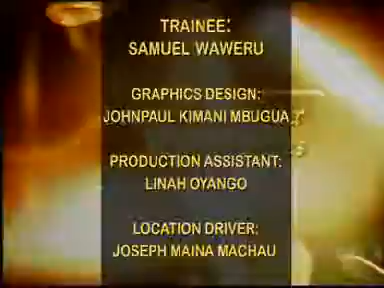 TRAINEE:
SAMUEL WAWERU
GRAPHICS DESIGN:
JOHNPAUL KIMANI MBUGUA
PRODUCTION ASSISTANT:
LINAH OYANGO
LOCATION DRIVER:
JOSEPH MAINA MACHAU